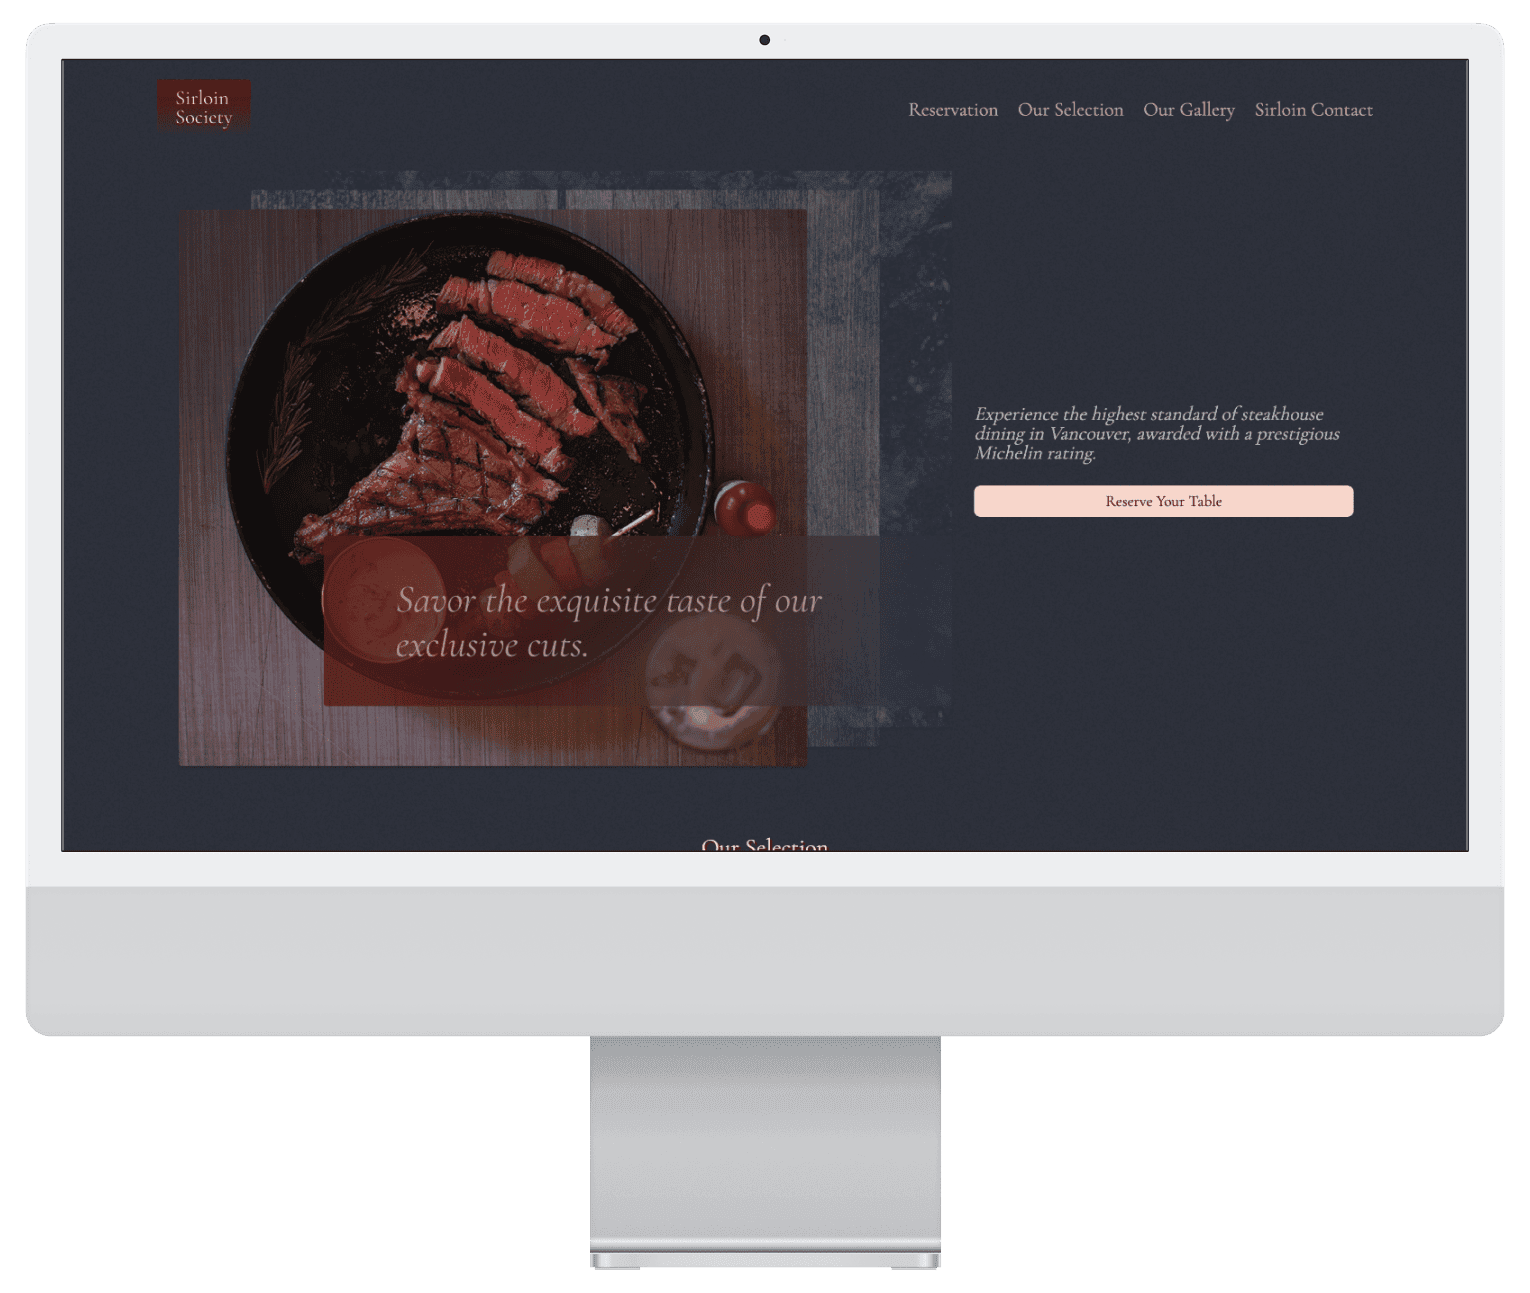 Sirloin
Society
Reservation Our Selection Our Gallery Sirloin Contact
Experience the highest standard of steakhouse
dining in Vancouver, awarded with a prestigious
Michelin rating.
Reserve Your Table
Savor the exquisite taste of our
exclusive cuts.
Our Selection